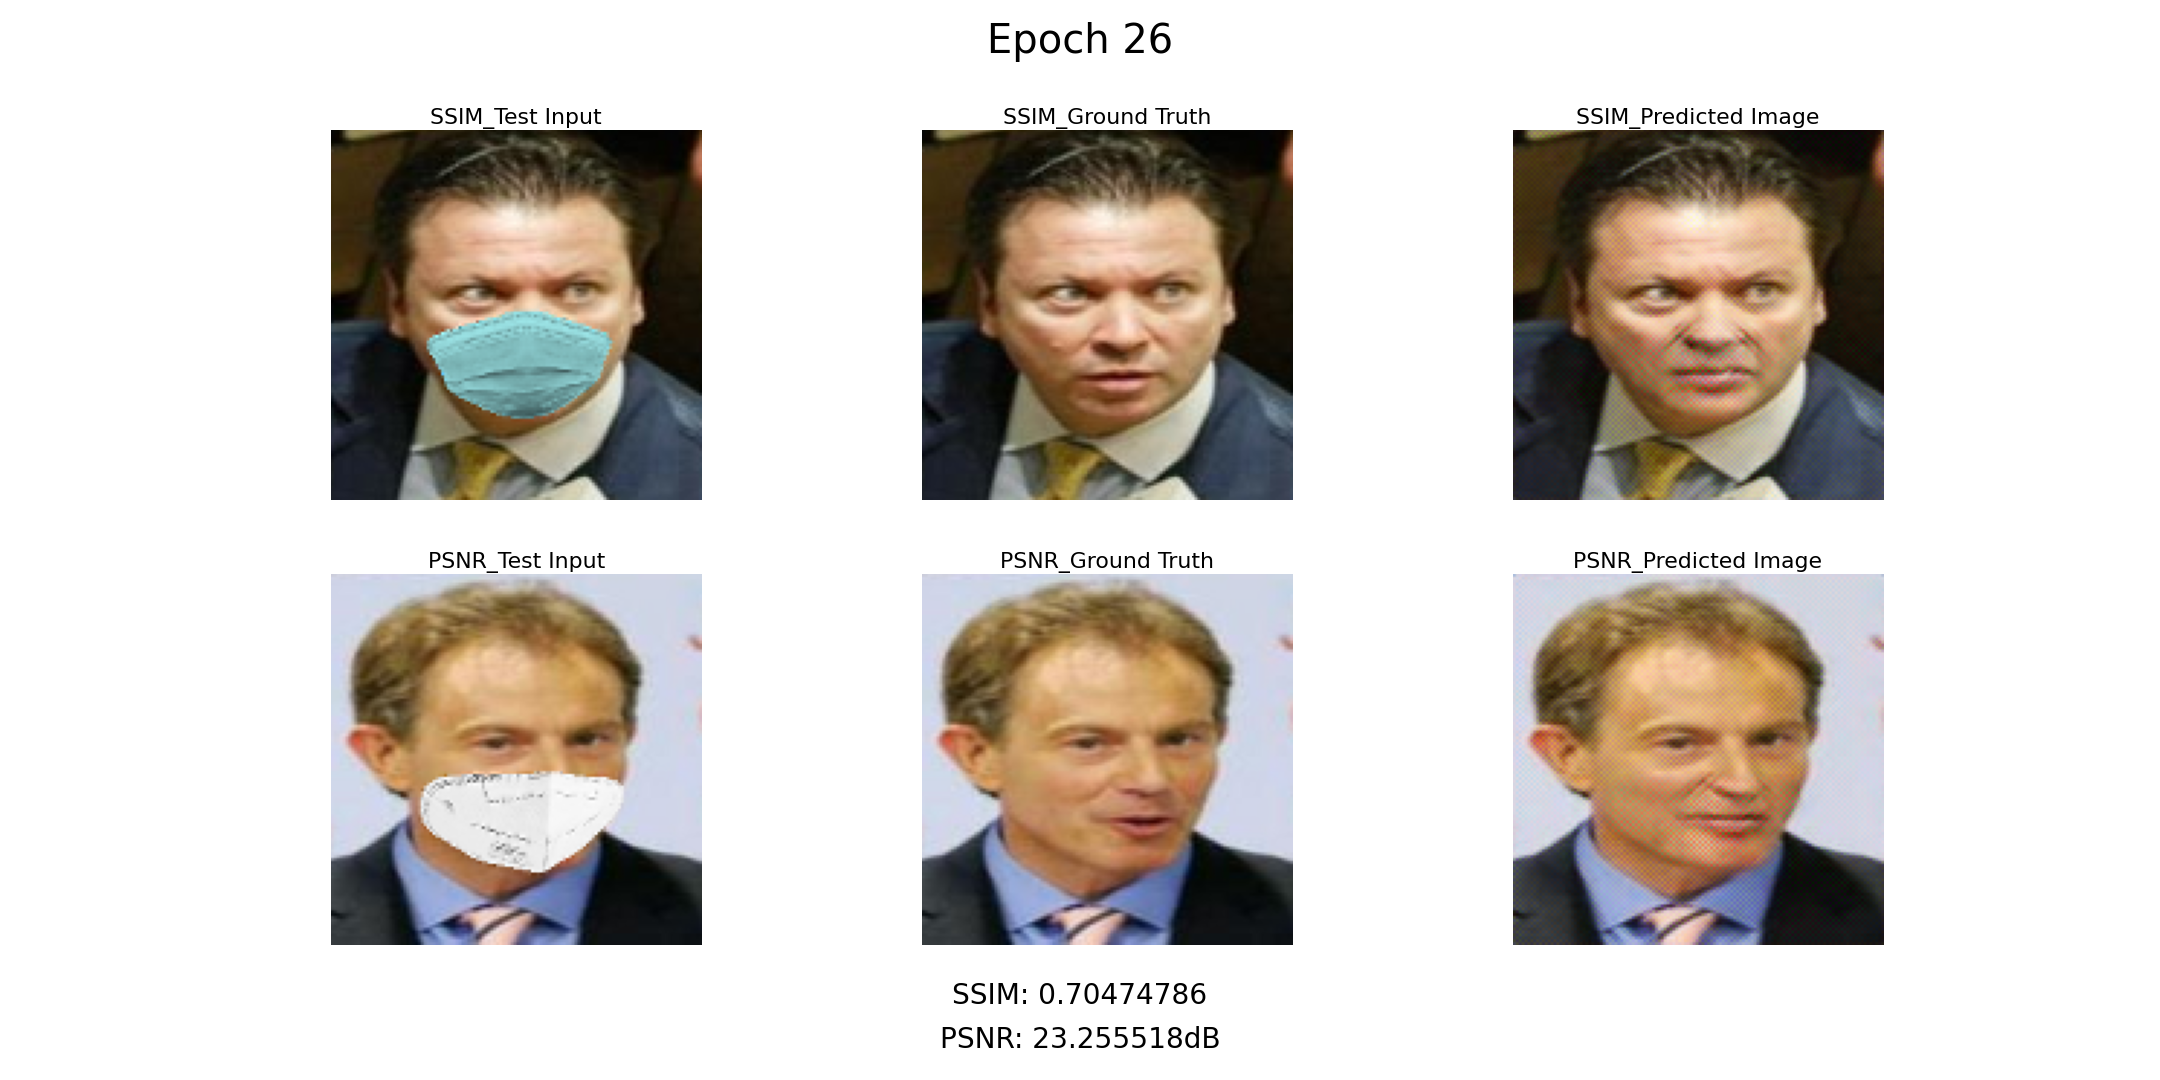 Epoch 26
SSIM_Test Input
SSIM_Ground Truth
SSIM_Predicted Image
PSNR_Test Input
PSNR_Ground Truth
PSNR_Predicted Image
SSIM: 0.70474786
PSNR: 23.255518dB